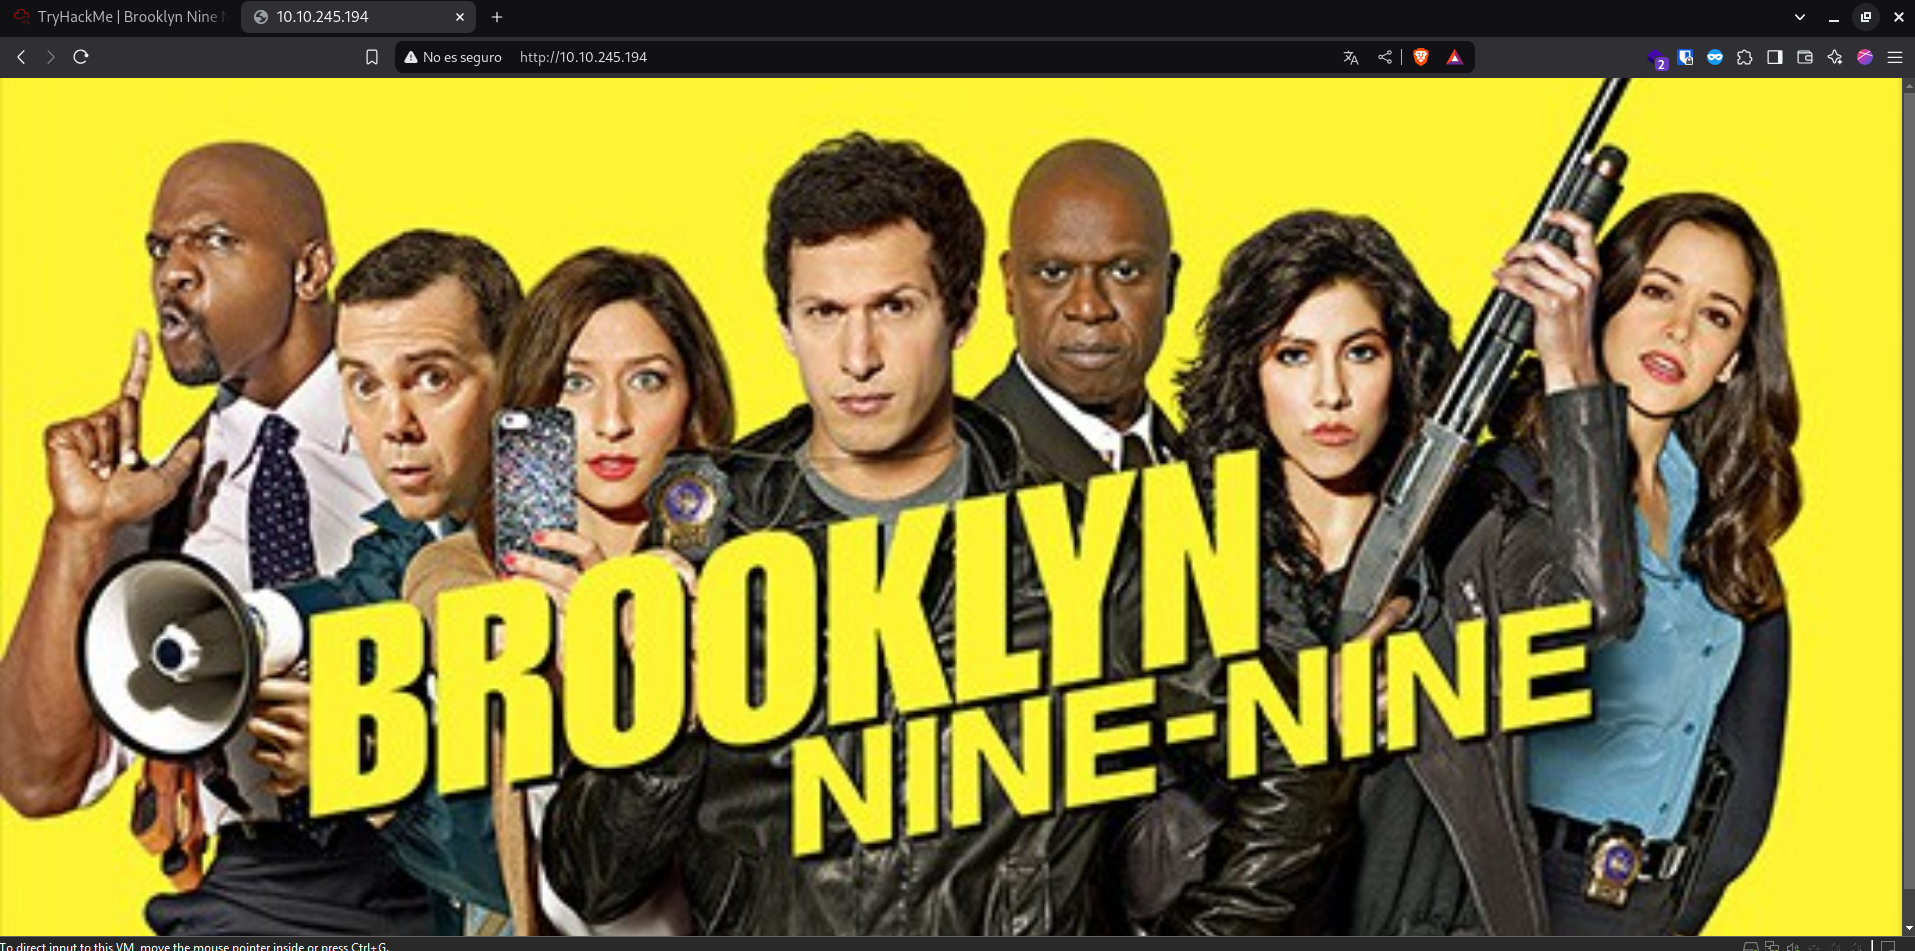 TryHackMe | Brooklyn Nine N
10.10.245.194
No es seguro http://10.10.245.194
2
BROOKLYN
NINE-NINE
To direct input to this VM, move the mouse pointer inside or press Ctrl+G.